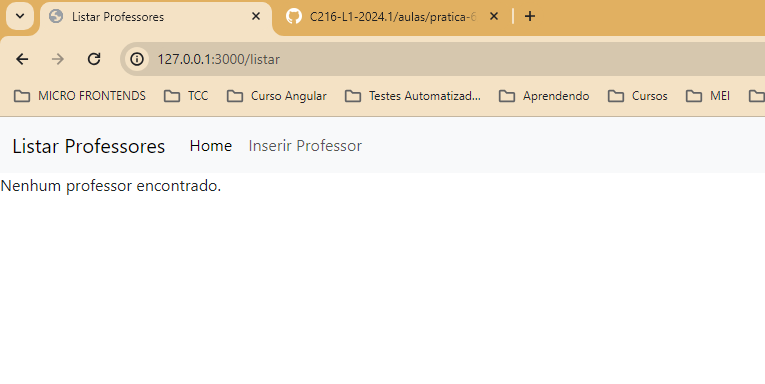 Listar Professores
C216-L1-2024.1/aulas/pratica-6
127.0.0.1:3000/listar
MICRO FRONTENDS TCC Curso Angular Testes Automatizad... Aprendendo Cursos MEI
Listar Professores Home Inserir Professor
Nenhum professor encontrado.